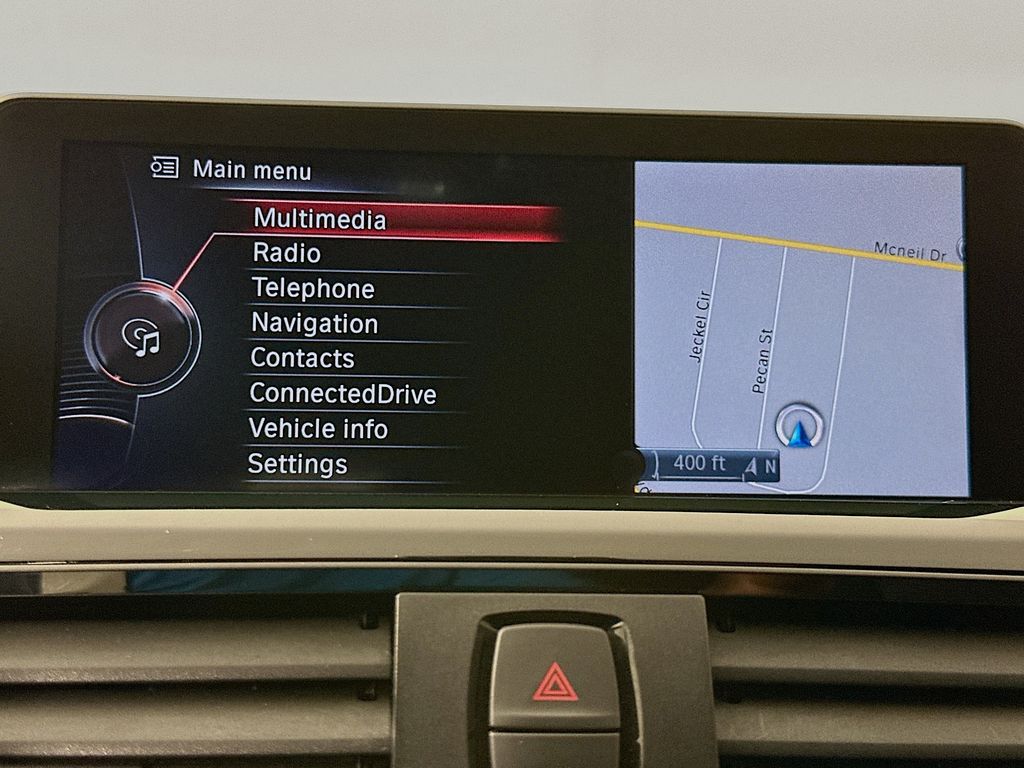 Main menu
Multimedia
Radio
Telephone
Navigation
Contacts
ConnectedDrive
Vehicle info
Settings
Mcneil Dr
Jeckel Cir
Pecan St
400 ft
N